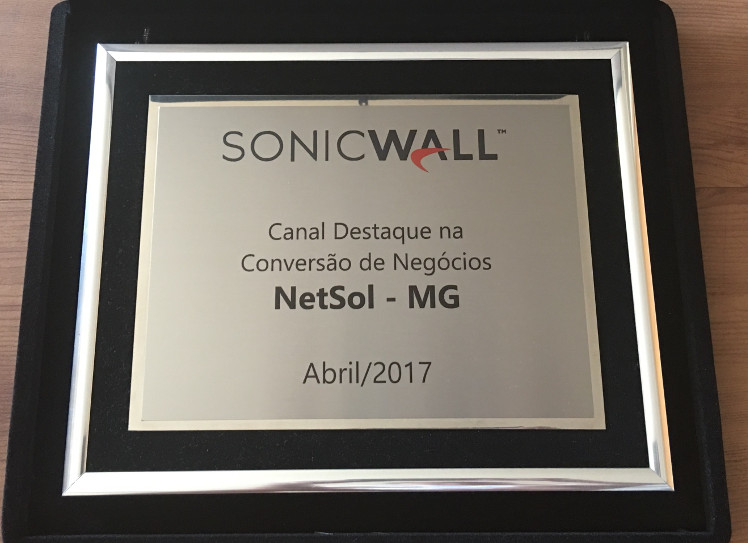 SONICWALL™
Canal Destaque na
Conversão de Negócios
NetSol - MG
Abril/2017